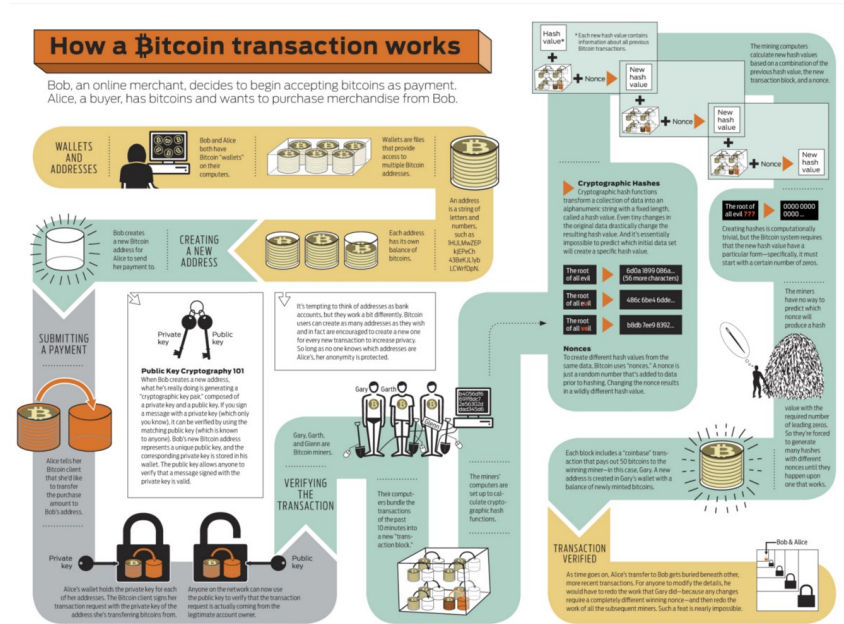 How a Bitcoin transaction works
Bob, an online merchant, decides to begin accepting bitcoins as payment.
Alice, a buyer, has bitcoins and wants to purchase merchandise from Bob.
WALLETS
AND
ADDRESSES
Bob and Alice
both have
Bitcoin "wallets"
on their
computers.
Wallets are files
that provide
access to
multiple Bitcoin
addresses.
An address
is a string of
letters and
numbers,
such as
CREATING
A NEW
ADDRESS
Bob creates
a new Bitcoin
address for
Alice to send
her payment to.
Each address
has its own
balance of
bitcoins.
SUBMITTING
A PAYMENT
Alice tells her
Bitcoin client
that she'd like
to transfer
the purchase
amount to
Bob's address.
Private
key
Public
key
Public Key Cryptography 101
When Bob creates a new address,
what he's really doing is generating a
"cryptographic key pair," composed of
a private key and a public key. If you sign
a message with a private key (which only
you know), it can be verified by using the
matching public key (which is known
to anyone). Bob's new Bitcoin address
represents a unique public key, and the
corresponding private key is stored in his
wallet. The public key allows anyone to
verify that a message signed with the
private key is valid.
It's tempting to think of addresses as bank
accounts, but they work a bit differently. Bitcoin
users can create as many addresses as they wish
and in fact are encouraged to create a new one
for every new transaction to increase privacy.
So long as no one knows which addresses are
Alice's, her anonymity is protected.
Private
key
Public
key
Alice's wallet holds the private key for each
of her addresses. The Bitcoin client signs her
transaction request with the private key of the
address she's transferring bitcoins from.
Anyone on the network can now use
the public key to verify that the transaction
request is actually coming from the
legitimate account owner.
VERIFYING
THE
TRANSACTION
Gary
Garth
Glenn
Gary, Garth,
and Glenn are
Bitcoin miners.
Their comput-
ers bundle the
transactions
of the past
10 minutes into
a new "trans-
action block."
The miners'
computers are
set up to cal-
culate crypto-
graphic hash
functions.
Hash
value*
*Each new hash value contains
information about all previous
Bitcoin transactions.
+
+ Nonce
New
hash
value
+
+ Nonce
New
hash
value
+
+ Nonce
New
hash
value
The mining computers
calculate new hash values
based on a combination of the
previous hash value, the new
transaction block, and a nonce.
Cryptographic Hashes
Cryptographic hash functions
transform a collection of data into an
alphanumeric string with a fixed length,
called a hash value. Even tiny changes in
the original data drastically change the
resulting hash value. And it's essentially
impossible to predict which initial data set
will create a specific hash value.
The root
of all evil
6d0a 1899 086a...
(56 more characters)
The root
of all evil
486c 6be4 6dde...
The root
of all
b8db 7ee9 8392...
Nonces
To create different hash values from the
same data, Bitcoin uses "nonces." A nonce is
just a random number that's added to data
prior to hashing. Changing the nonce results
in a wildly different hash value.
The root of
all evil ???
0000 0000
0000 ...
Creating hashes is computationally
trivial, but the Bitcoin system requires
that the new hash value have a
particular form—specifically, it must
start with a certain number of zeros.
The miners
have no way to
predict which
nonce will
produce a hash
value with the
required number
of leading zeros.
So they're forced
to generate
many hashes
with different
nonces until they
happen upon
one that works.
Each block includes a "coinbase" trans-
action that pays out 50 bitcoins to the
winning miner—in this case, Gary. A new
address is created in Gary's wallet with a
balance of newly minted bitcoins.
TRANSACTION
VERIFIED
Bob & Alice
As time goes on, Alice's transfer to Bob gets buried beneath other,
more recent transactions. For anyone to modify the details, he
would have to redo the work that Gary did—because any changes
require a completely different winning nonce—and then redo the
work of all the subsequent miners. Such a feat is nearly impossible.